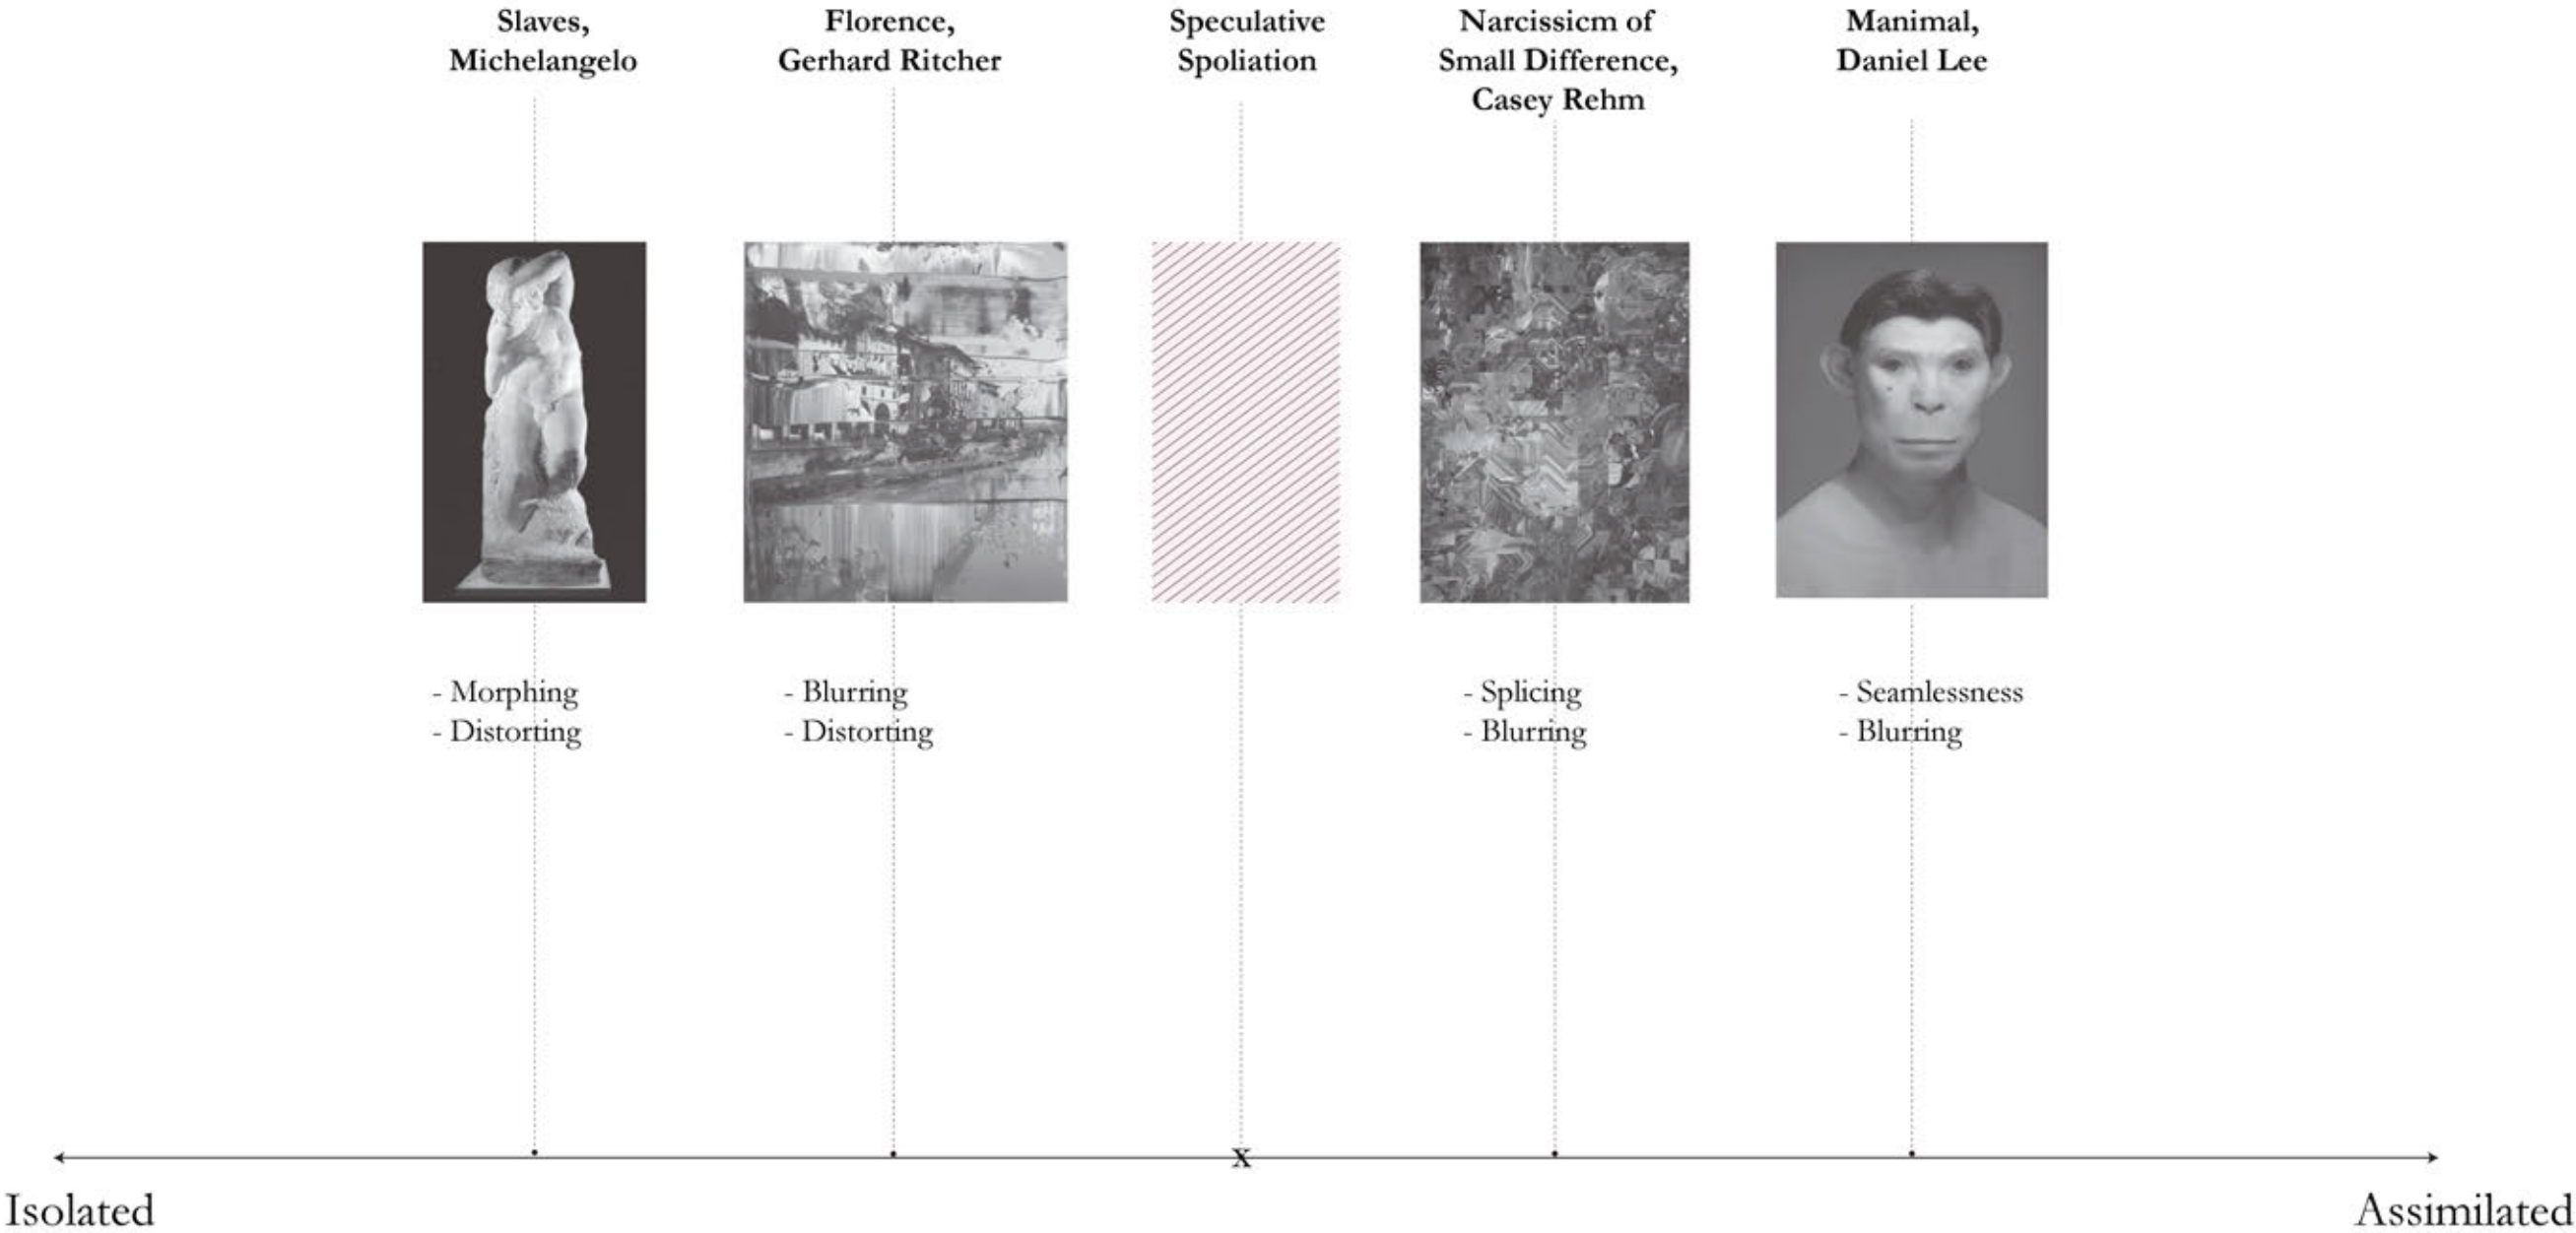 Slaves,
Michelangelo
Florence,
Gerhard Ritcher
Speculative
Spoliation
Narcissicm of
Small Difference,
Casey Rehm
Manimal,
Daniel Lee
- Morphing
- Distorting
- Blurring
- Distorting
- Splicing
- Blurring
- Seamlessness
- Blurring
x
Isolated
Assimilated